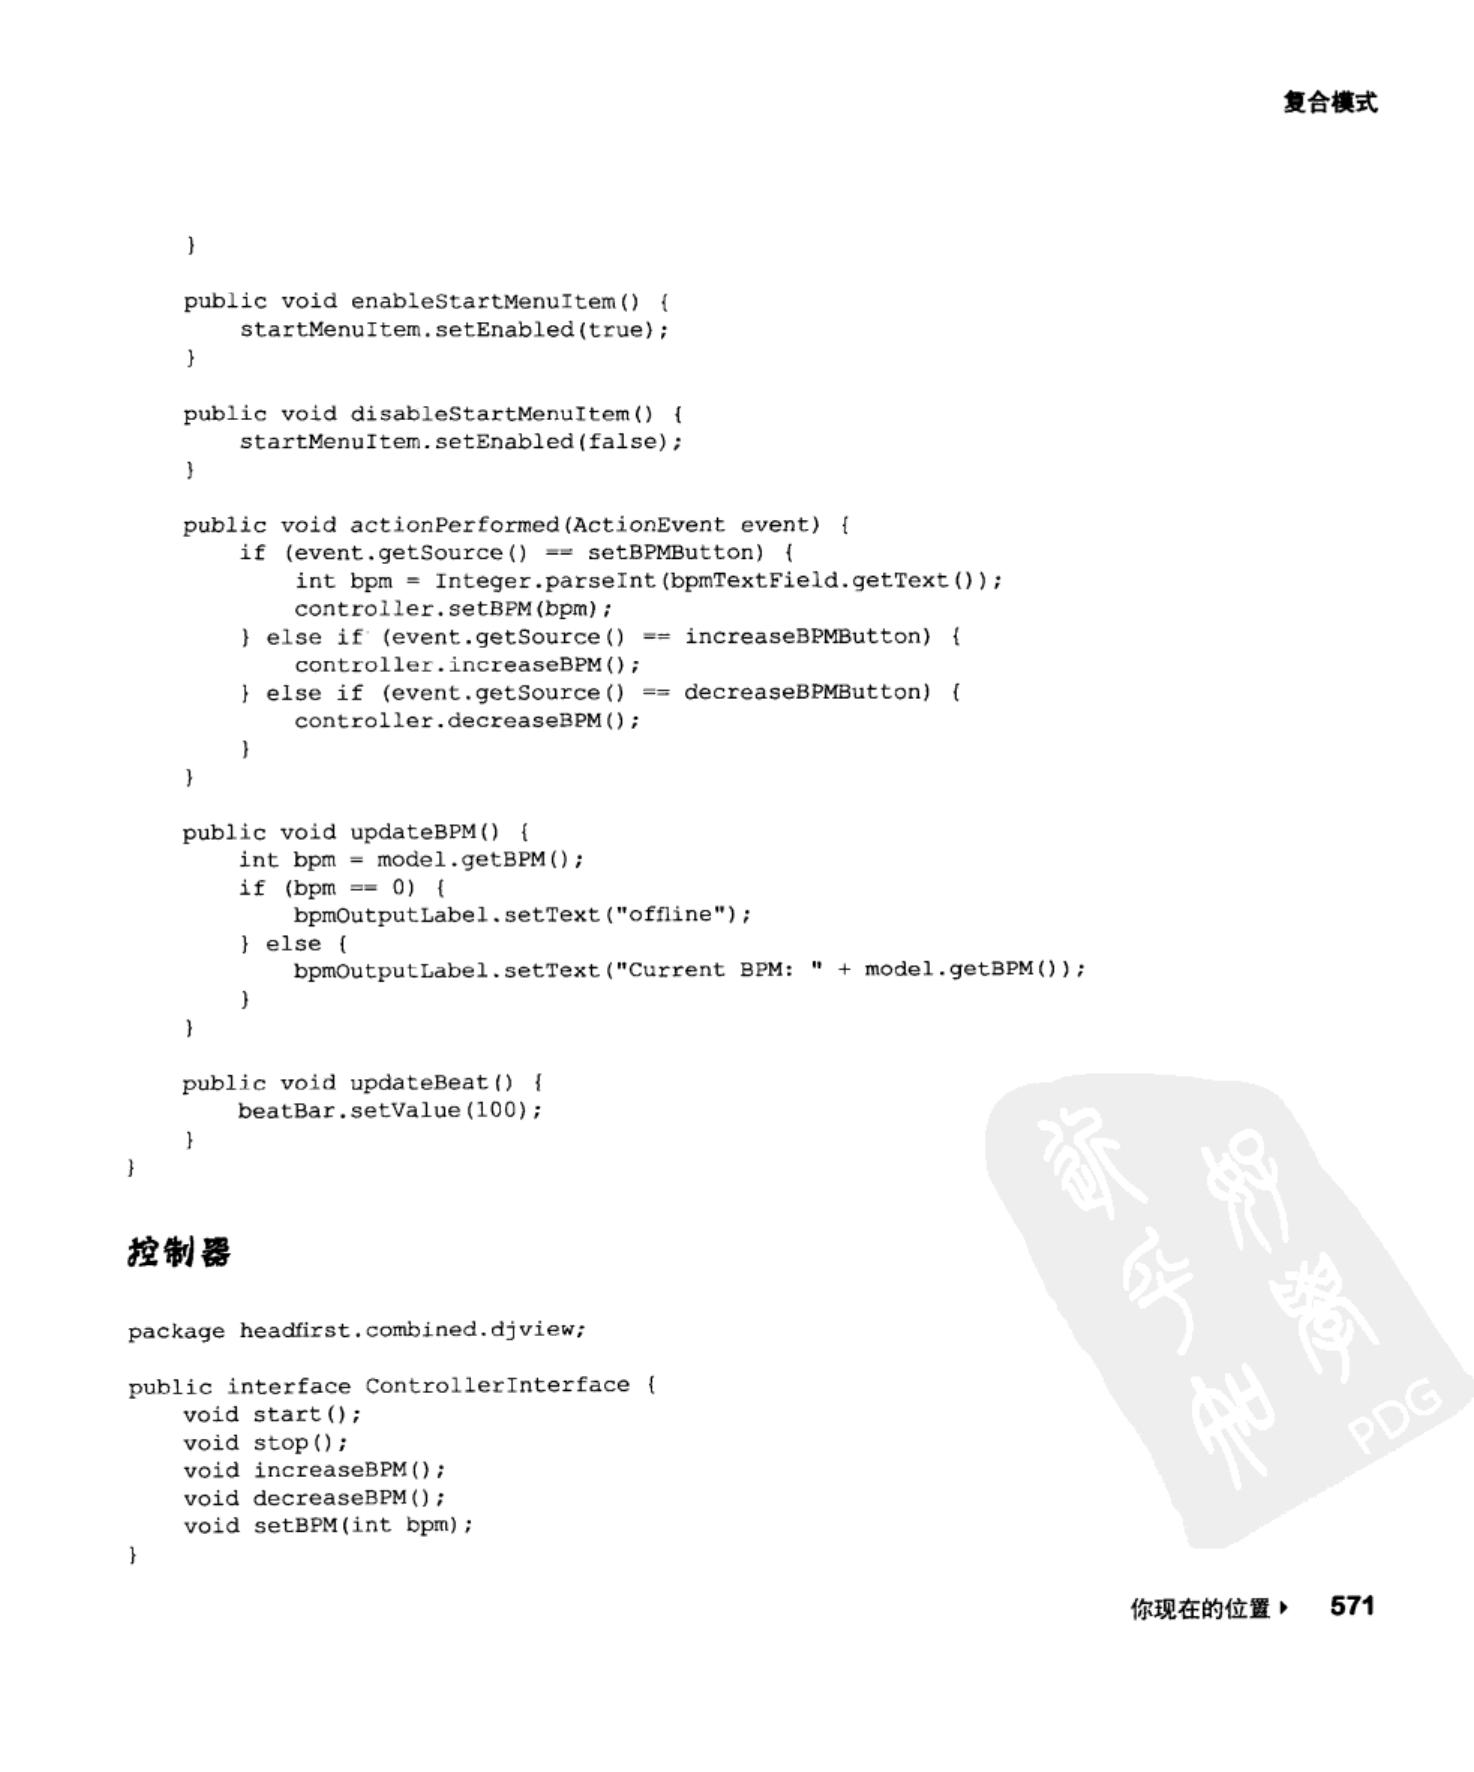 复合模式
}
public void enableStartMenuItem() {
startMenuItem.setEnabled(true);
}
public void disableStartMenuItem() {
startMenuItem.setEnabled(false);
}
public void actionPerformed(ActionEvent event) {
if (event.getSource() == setBPMButton) {
int bpm = Integer.parseInt(bpmTextField.getText());
controller.setBPM(bpm);
} else if (event.getSource() == increaseBPMButton) {
controller.increaseBPM();
} else if (event.getSource() == decreaseBPMButton) {
controller.decreaseBPM();
}
}
public void updateBPM() {
int bpm = model.getBPM();
if (bpm == 0) {
bpmOutputLabel.setText("offline");
} else {
bpmOutputLabel.setText("Current BPM: " + model.getBPM());
}
}
public void updateBeat() {
beatBar.setValue(100);
}
}
控制器
package headfirst.combined.djview;
public interface ControllerInterface {
void start();
void stop();
void increaseBPM();
void decreaseBPM();
void setBPM(int bpm);
}
PDG
你现在的位置 571